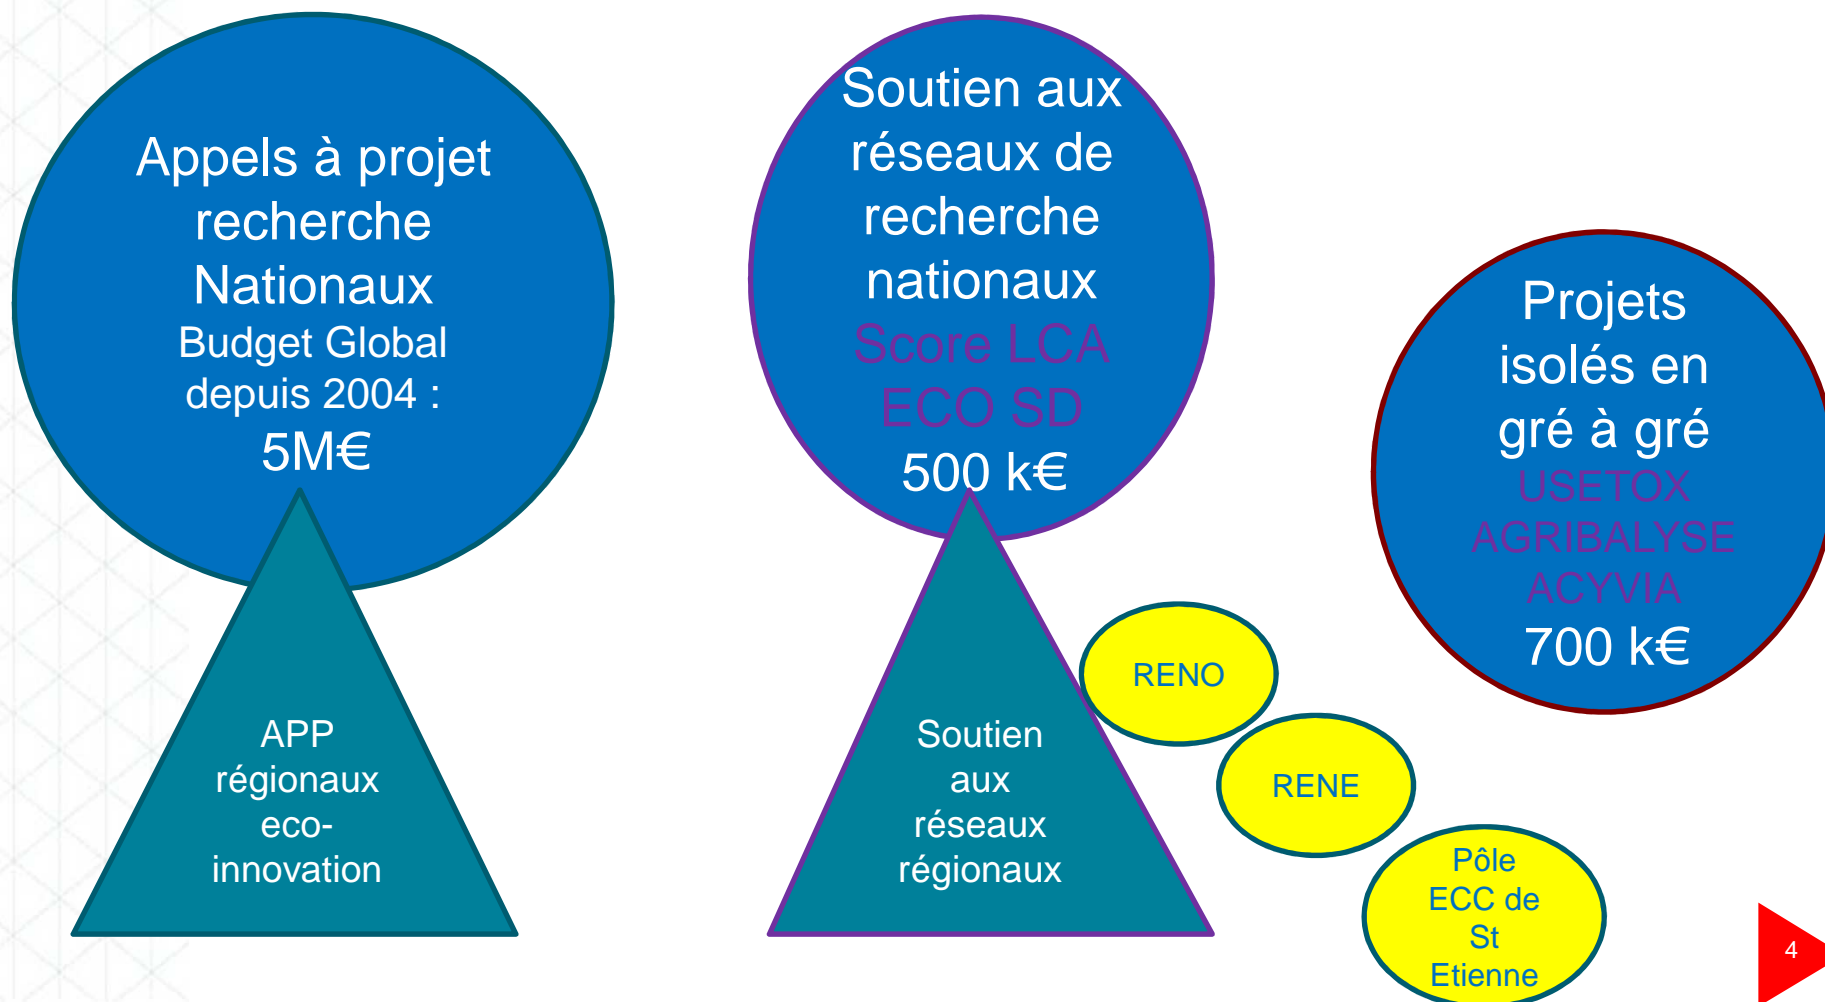 Appels à projet
recherche
Nationaux
Budget Global
depuis 2004 :
5M€
APP
régionaux
eco-
innovation
Soutien aux
réseaux de
recherche
nationaux
Score LCA
ECO SD
500 k€
Soutien
aux
réseaux
régionaux
RENO
RENE
Pôle
ECC de
St
Etienne
Projets
isolés en
gré à gré
USETOX
AGRIBALYSE
ACYVIA
700 k€
4